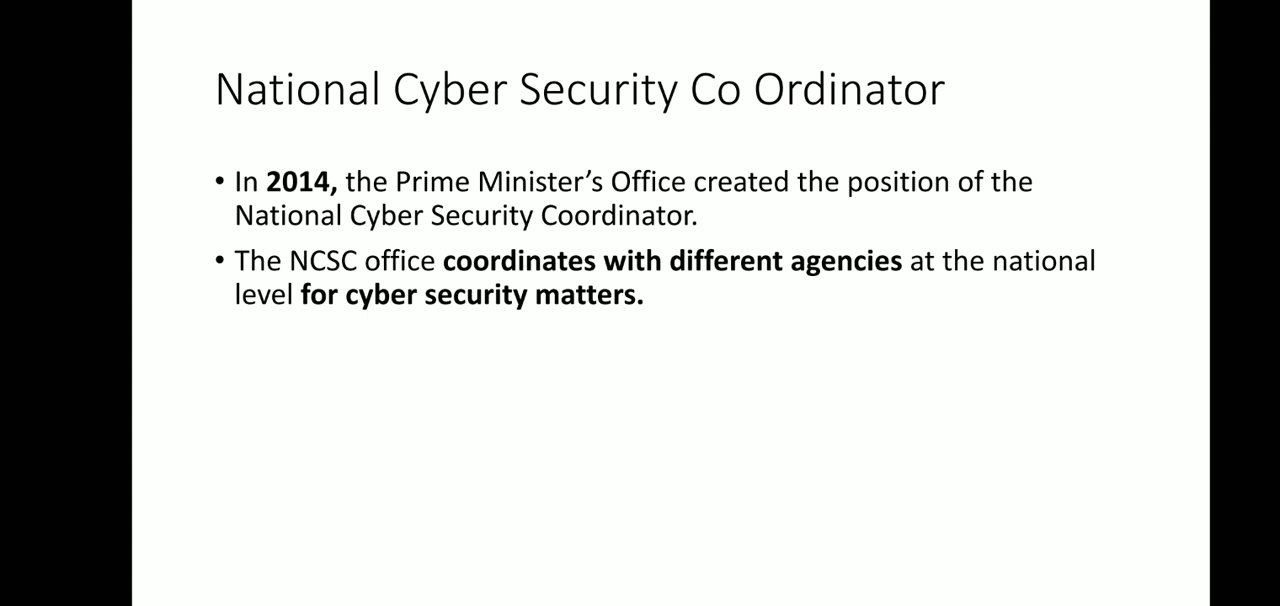 National Cyber Security Co Ordinator
• In 2014, the Prime Minister’s Office created the position of the
National Cyber Security Coordinator.
• The NCSC office coordinates with different agencies at the national
level for cyber security matters.